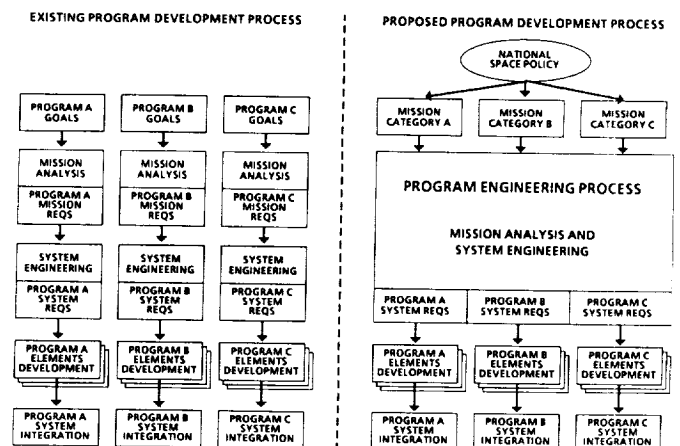 EXISTING PROGRAM DEVELOPMENT PROCESS
PROGRAM A
GOALS
PROGRAM B
GOALS
PROGRAM C
GOALS
MISSION
ANALYSIS
MISSION
ANALYSIS
MISSION
ANALYSIS
PROGRAM A
MISSION
REQS
PROGRAM B
MISSION
REQS
PROGRAM C
MISSION
REQS
SYSTEM
ENGINEERING
SYSTEM
ENGINEERING
SYSTEM
ENGINEERING
PROGRAM A
SYSTEM
REQS
PROGRAM B
SYSTEM
REQS
PROGRAM C
SYSTEM
REQS
PROGRAM A
ELEMENTS
DEVELOPMENT
PROGRAM B
ELEMENTS
DEVELOPMENT
PROGRAM C
ELEMENTS
DEVELOPMENT
PROGRAM A
SYSTEM
INTEGRATION
PROGRAM B
SYSTEM
INTEGRATION
PROGRAM C
SYSTEM
INTEGRATION
PROPOSED PROGRAM DEVELOPMENT PROCESS
NATIONAL
SPACE POLICY
MISSION
CATEGORY A
MISSION
CATEGORY B
MISSION
CATEGORY C
PROGRAM ENGINEERING PROCESS
MISSION ANALYSIS AND
SYSTEM ENGINEERING
PROGRAM A
SYSTEM REQS
PROGRAM B
SYSTEM REQS
PROGRAM C
SYSTEM REQS
PROGRAM A
ELEMENTS
DEVELOPMENT
PROGRAM B
ELEMENTS
DEVELOPMENT
PROGRAM C
ELEMENTS
DEVELOPMENT
PROGRAM A
SYSTEM
INTEGRATION
PROGRAM B
SYSTEM
INTEGRATION
PROGRAM C
SYSTEM
INTEGRATION